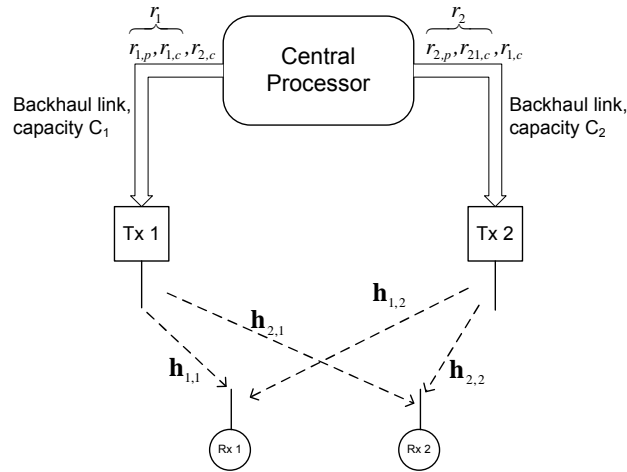 r₁
r₁,ₚ, r₁,c, r₂,c
Central
Processor
r₂
r₂,ₚ, r₂₁,c, r₁,c
Backhaul link,
capacity C₁
Backhaul link,
capacity C₂
Tx 1
Tx 2
h₂,₁
h₁,₂
h₁,₁
h₂,₂
Rx 1
Rx 2